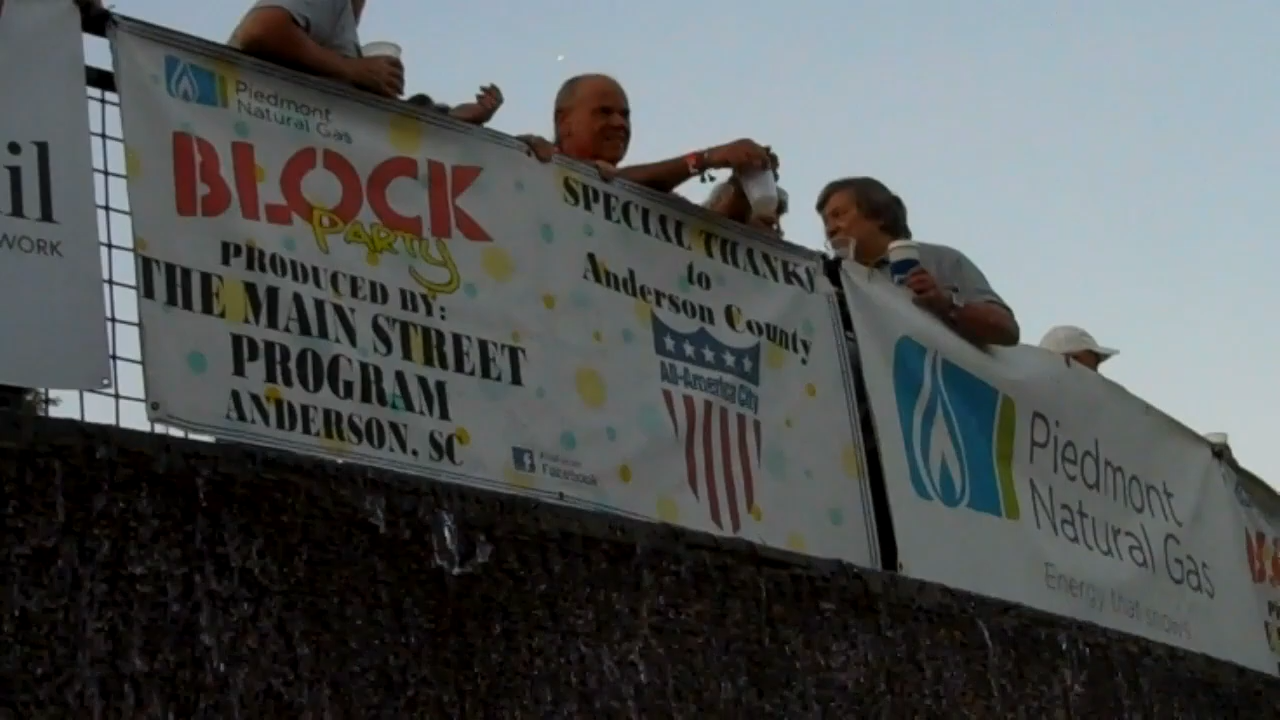 il
WORK
Piedmont
Natural Gas
BLOCK
PARTY
PRODUCED BY:
THE MAIN STREET
PROGRAM
ANDERSON, SC
f
Facebook
SPECIAL THANKS
to
Anderson County
All-America City
Piedmont
Natural Gas
Energy that shows